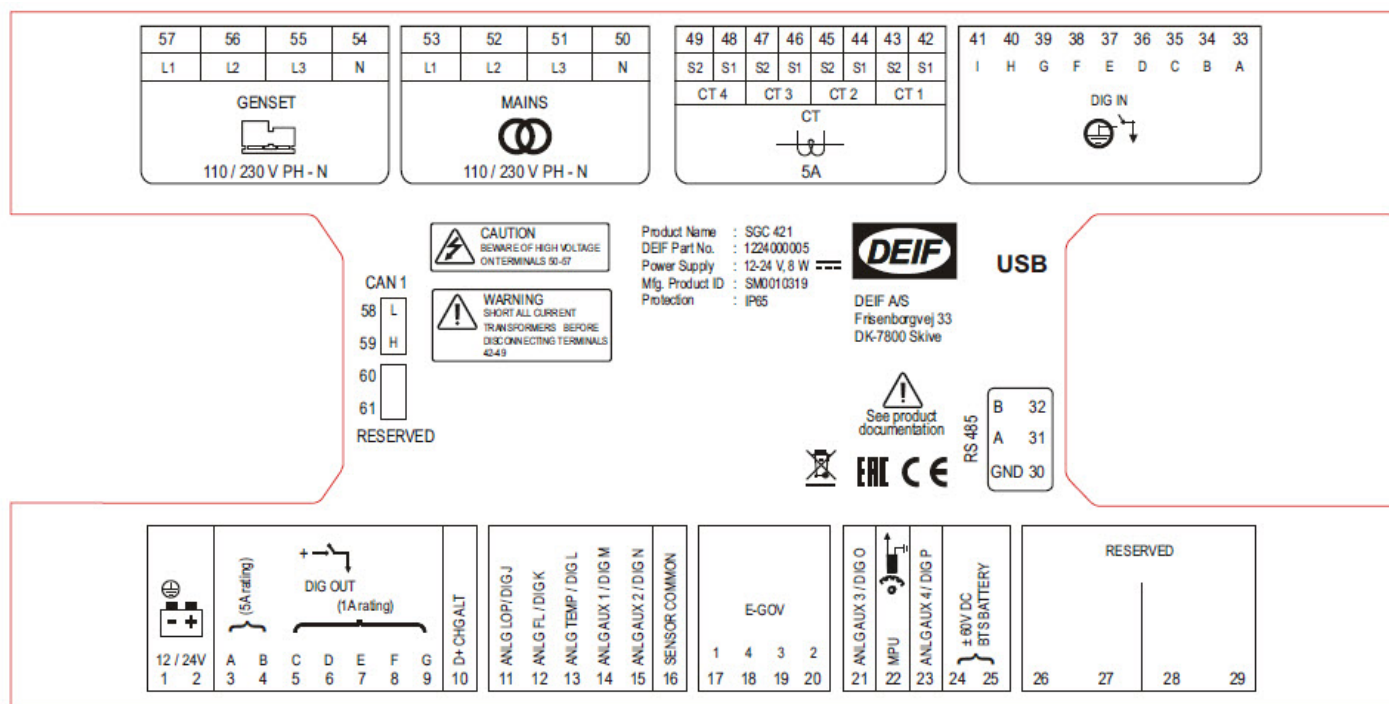 57 56 55 54
L1 L2 L3 N
GENSET
110 / 230 V PH - N
53 52 51 50
L1 L2 L3 N
MAINS
110 / 230 V PH - N
49 48 47 46 45 44 43 42
S2 S1 S2 S1 S2 S1 S2 S1
CT 4 CT 3 CT 2 CT 1
CT
5A
41 40 39 38 37 36 35 34 33
I H G F E D C B A
DIG IN
CAUTION
BEWARE OF HIGH VOLTAGE
ON TERMINALS 50-57
WARNING
SHORT ALL CURRENT
TRANSFORMERS BEFORE
DISCONNECTING TERMINALS
42-49
CAN 1
58 L
59 H
60
61
RESERVED
Product Name : SGC 421
DEIF Part No. : 1224000005
Power Supply : 12-24 V, 8 W
Mfg. Product ID : SM0010319
Protection : IP65
DEIF
DEIF A/S
Frisenborgvej 33
DK-7800 Skive
USB
See product
documentation
EAC CE
RS 485
B 32
A 31
GND 30
- +
12 / 24V
1 2
(5A rating)
+
DIG OUT
(1A rating)
A B C D E F G
3 4 5 6 7 8 9
D+ CHG ALT
10
ANLG LOP/ DIG J
11
ANLG FL / DIG K
12
ANLG TEMP / DIG L
13
ANLG AUX 1 / DIG M
14
ANLG AUX 2 / DIG N
15
SENSOR COMMON
16
E-GOV
1 4 3 2
17 18 19 20
ANLG AUX 3 / DIG O
21
MPU
22
ANLG AUX 4 / DIG P
23
± 60V DC
BTS BATTERY
24 25
RESERVED
26 27 28 29